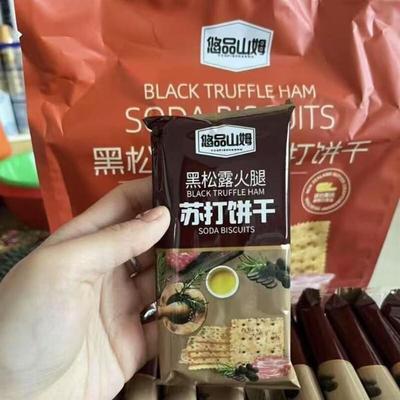 悠品山姆
BLACK TRUFFLE HAM
SODA BISCUITS
黑松
打饼干
悠品山姆
YOUPINSHANMU
黑松露火腿
BLACK TRUFFLE HAM
苏打饼干
SODA BISCUITS